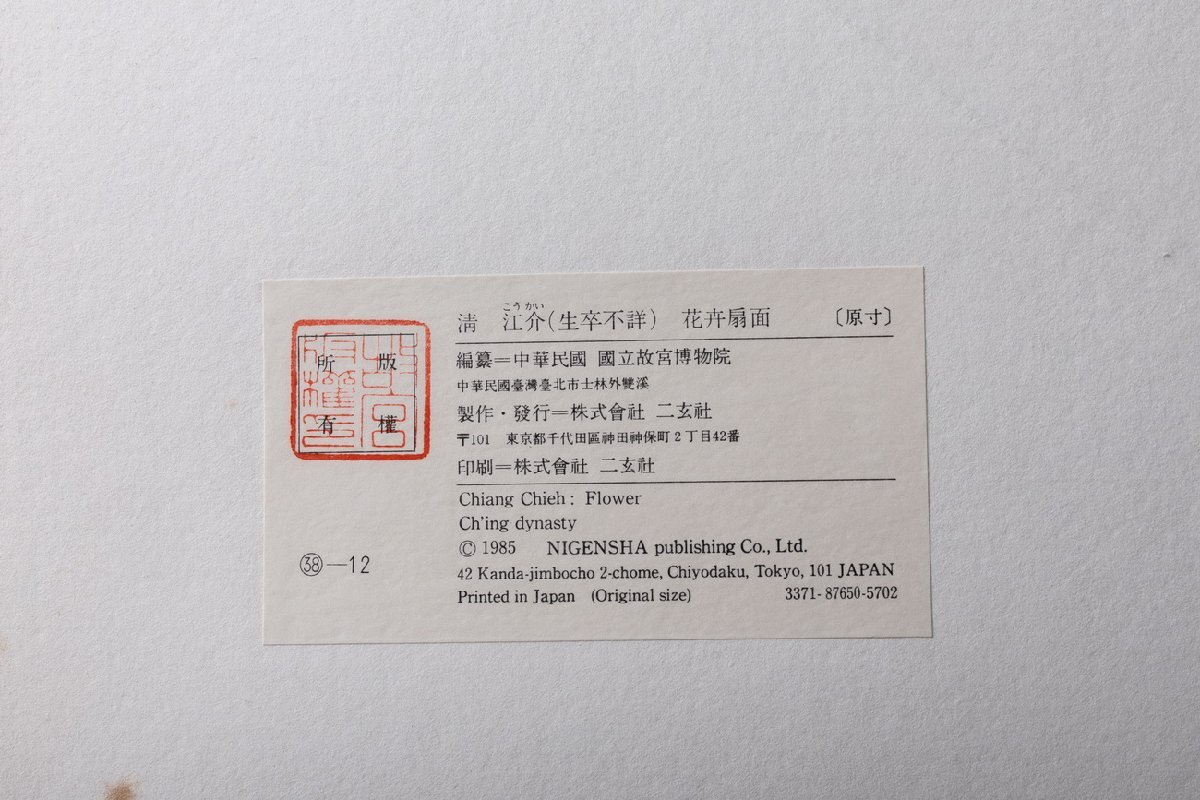 こうかい
淸 江介(生卒不詳) 花卉扇面 〔原寸〕
編纂=中華民國 國立故宮博物院
中華民國臺灣臺北市士林外雙溪
製作・發行=株式會社 二玄社
〒101 東京都千代田區神田神保町2丁目42番
印刷=株式會社 二玄社
Chiang Chieh: Flower
Ch'ing dynasty
© 1985 NIGENSHA publishing Co., Ltd.
42 Kanda-jimbocho 2-chome, Chiyodaku, Tokyo, 101 JAPAN
Printed in Japan (Original size) 3371-87650-5702
版權
所有
㊳—12